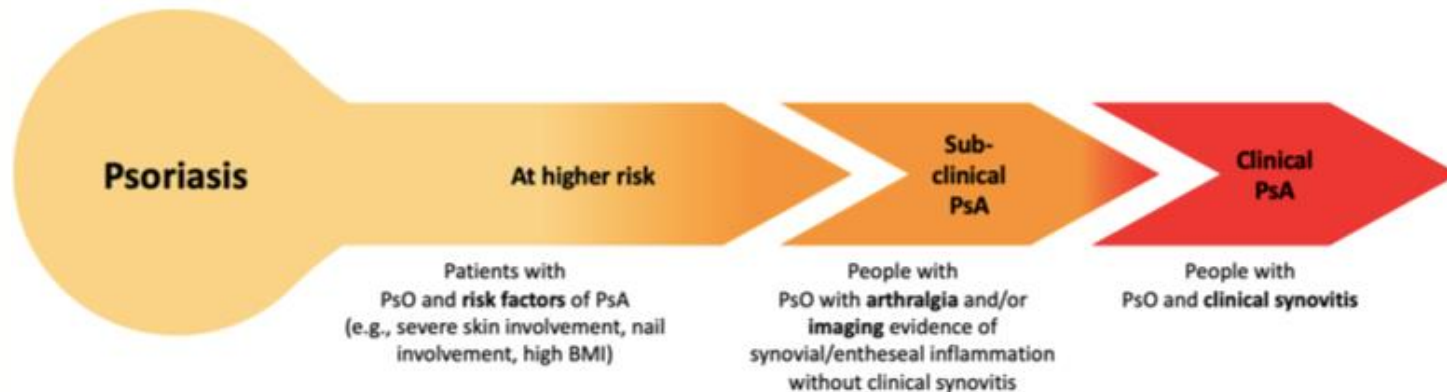 Psoriasis
At higher risk
Sub-
clinical
PsA
Clinical
PsA
Patients with
PsO and risk factors of PsA
(e.g., severe skin involvement, nail
involvement, high BMI)
People with
PsO with arthralgia and/or
imaging evidence of
synovial/entheseal inflammation
without clinical synovitis
People with
PsO and clinical synovitis